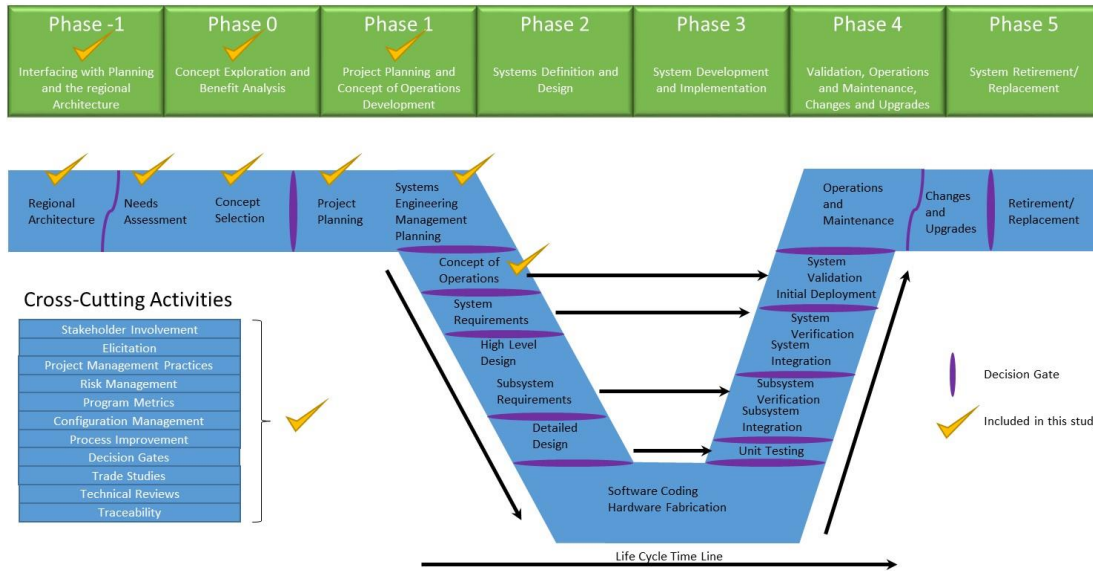 Phase -1
Interfacing with Planning
and the regional
Architecture
Phase 0
Concept Exploration and
Benefit Analysis
Phase 1
Project Planning and
Concept of Operations
Development
Phase 2
Systems Definition and
Design
Phase 3
System Development
and Implementation
Phase 4
Validation, Operations
and Maintenance,
Changes and Upgrades
Phase 5
System Retirement/
Replacement
Regional
Architecture
Needs
Assessment
Concept
Selection
Project
Planning
Systems
Engineering
Management
Planning
Concept of
Operations
System
Requirements
High Level
Design
Subsystem
Requirements
Detailed
Design
Software Coding
Hardware Fabrication
Unit Testing
Subsystem
Integration
Subsystem
Verification
System
Integration
System
Verification
Initial Deployment
System
Validation
Operations
and
Maintenance
Changes
and
Upgrades
Retirement/
Replacement
Cross-Cutting Activities
Stakeholder Involvement
Elicitation
Project Management Practices
Risk Management
Program Metrics
Configuration Management
Process Improvement
Decision Gates
Trade Studies
Technical Reviews
Traceability
Decision Gate
Included in this stud
Life Cycle Time Line